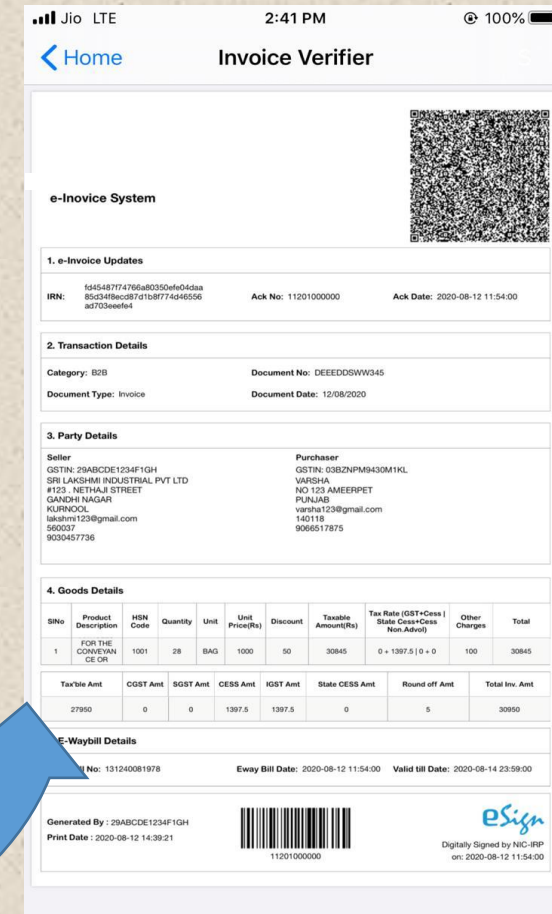 Jio LTE 2:41 PM 100%
Home Invoice Verifier
e-Inovice System
1. e-Invoice Updates
IRN: fd45487f74766a80350efe04daa
85d34f8ecd87d1b8f774d46556
ad703eeefe4
Ack No: 11201000000 Ack Date: 2020-08-12 11:54:00
2. Transaction Details
Category: B2B Document No: DEEEDDSWW345
Document Type: Invoice Document Date: 12/08/2020
3. Party Details
Seller
GSTIN: 29ABCDE1234F1GH
SRI LAKSHMI INDUSTRIAL PVT LTD
#123 . NETHAJI STREET
GANDHI NAGAR
KURNOOL
lakshmi123@gmail.com
560037
9030457736
Purchaser
GSTIN: 03BZNPM9430M1KL
VARSHA
NO 123 AMEERPET
PUNJAB
varsha123@gmail.com
140118
9066517875
4. Goods Details
SlNo Product Description HSN Code Quantity Unit Unit Price(Rs) Discount Taxable Amount(Rs) Tax Rate (GST+Cess | State Cess+Cess Non.Advol) Other Charges Total
1 FOR THE CONVEYAN CE OR 1001 28 BAG 1000 50 30845 0 + 1397.5 | 0 + 0 100 30845
Tax'ble Amt CGST Amt SGST Amt CESS Amt IGST Amt State CESS Amt Round off Amt Total Inv. Amt
27950 0 0 1397.5 1397.5 0 5 30950
E-Waybill Details
No: 131240081978 Eway Bill Date: 2020-08-12 11:54:00 Valid till Date: 2020-08-14 23:59:00
Generated By : 29ABCDE1234F1GH
Print Date : 2020-08-12 14:39:21
11201000000
eSign
Digitally Signed by NIC-IRP
on: 2020-08-12 11:54:00